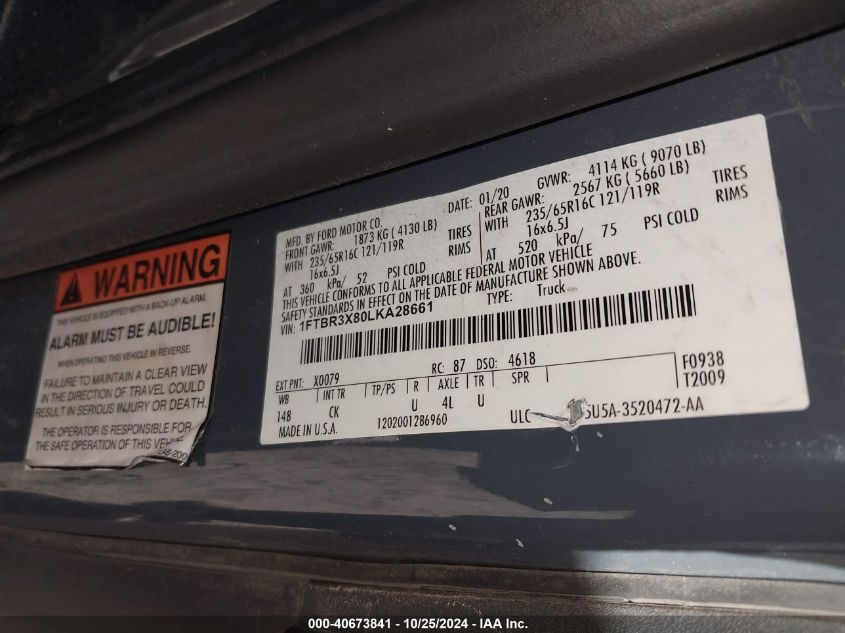 WARNING
THIS VEHICLE IS EQUIPPED WITH A BACK-UP ALARM.
ALARM MUST BE AUDIBLE!
WHEN OPERATING THIS VEHICLE IN REVERSE.
FAILURE TO MAINTAIN A CLEAR VIEW
IN THE DIRECTION OF TRAVEL COULD
RESULT IN SERIOUS INJURY OR DEATH.
THE OPERATOR IS RESPONSIBLE FOR
THE SAFE OPERATION OF THIS
MFD. BY FORD MOTOR CO. DATE: 01/20 GVWR: 4114 KG ( 9070 LB)
FRONT GAWR: 1873 KG ( 4130 LB) REAR GAWR: 2567 KG ( 5660 LB)
WITH 235/65R16C 121/119R TIRES WITH 235/65R16C 121/119R TIRES
16x6.5J RIMS 16x6.5J RIMS
AT 360 kPa/ 52 PSI COLD AT 520 kPa/ 75 PSI COLD
THIS VEHICLE CONFORMS TO ALL APPLICABLE FEDERAL MOTOR VEHICLE
SAFETY STANDARDS IN EFFECT ON THE DATE OF MANUFACTURE SHOWN ABOVE.
VIN: 1FTBR3X80LKA28661 TYPE: Truck
EXT PNT: X0079 RC: 87 DSO: 4618 F0938
WB INT TR TP/PS R AXLE TR SPR T2009
148 CK U 4L U
MADE IN U.S.A. 1202001286960 ULC 5U5A-3520472-AA
000-40673841 - 10/25/2024 - IAA Inc.